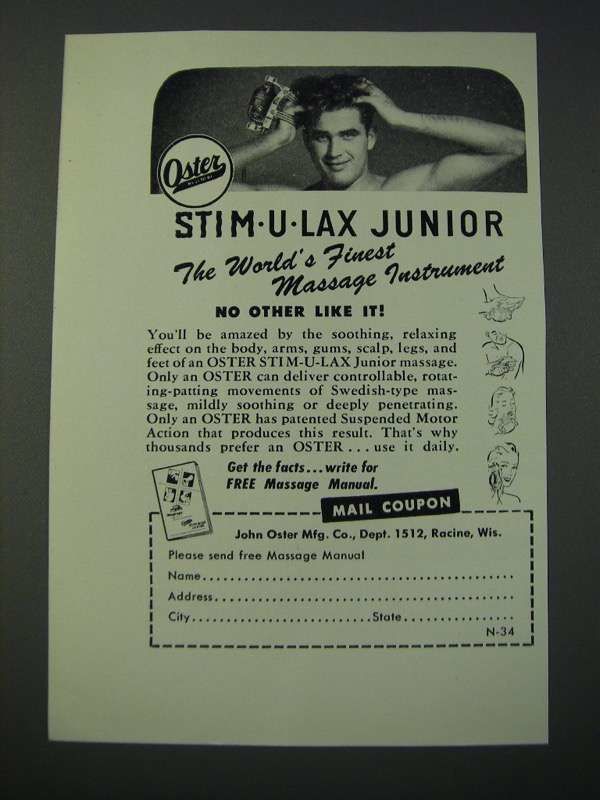 Oster
STIM·U·LAX JUNIOR
The World's Finest
Massage Instrument
NO OTHER LIKE IT!
You'll be amazed by the soothing, relaxing
effect on the body, arms, gums, scalp, legs, and
feet of an OSTER STIM-U-LAX Junior massage.
Only an OSTER can deliver controllable, rotat-
ing-patting movements of Swedish-type mas-
sage, mildly soothing or deeply penetrating.
Only an OSTER has patented Suspended Motor
Action that produces this result. That's why
thousands prefer an OSTER . . . use it daily.
Get the facts...write for
FREE Massage Manual.
MAIL COUPON
John Oster Mfg. Co., Dept. 1512, Racine, Wis.
Please send free Massage Manual
Name
Address
City State
N-34